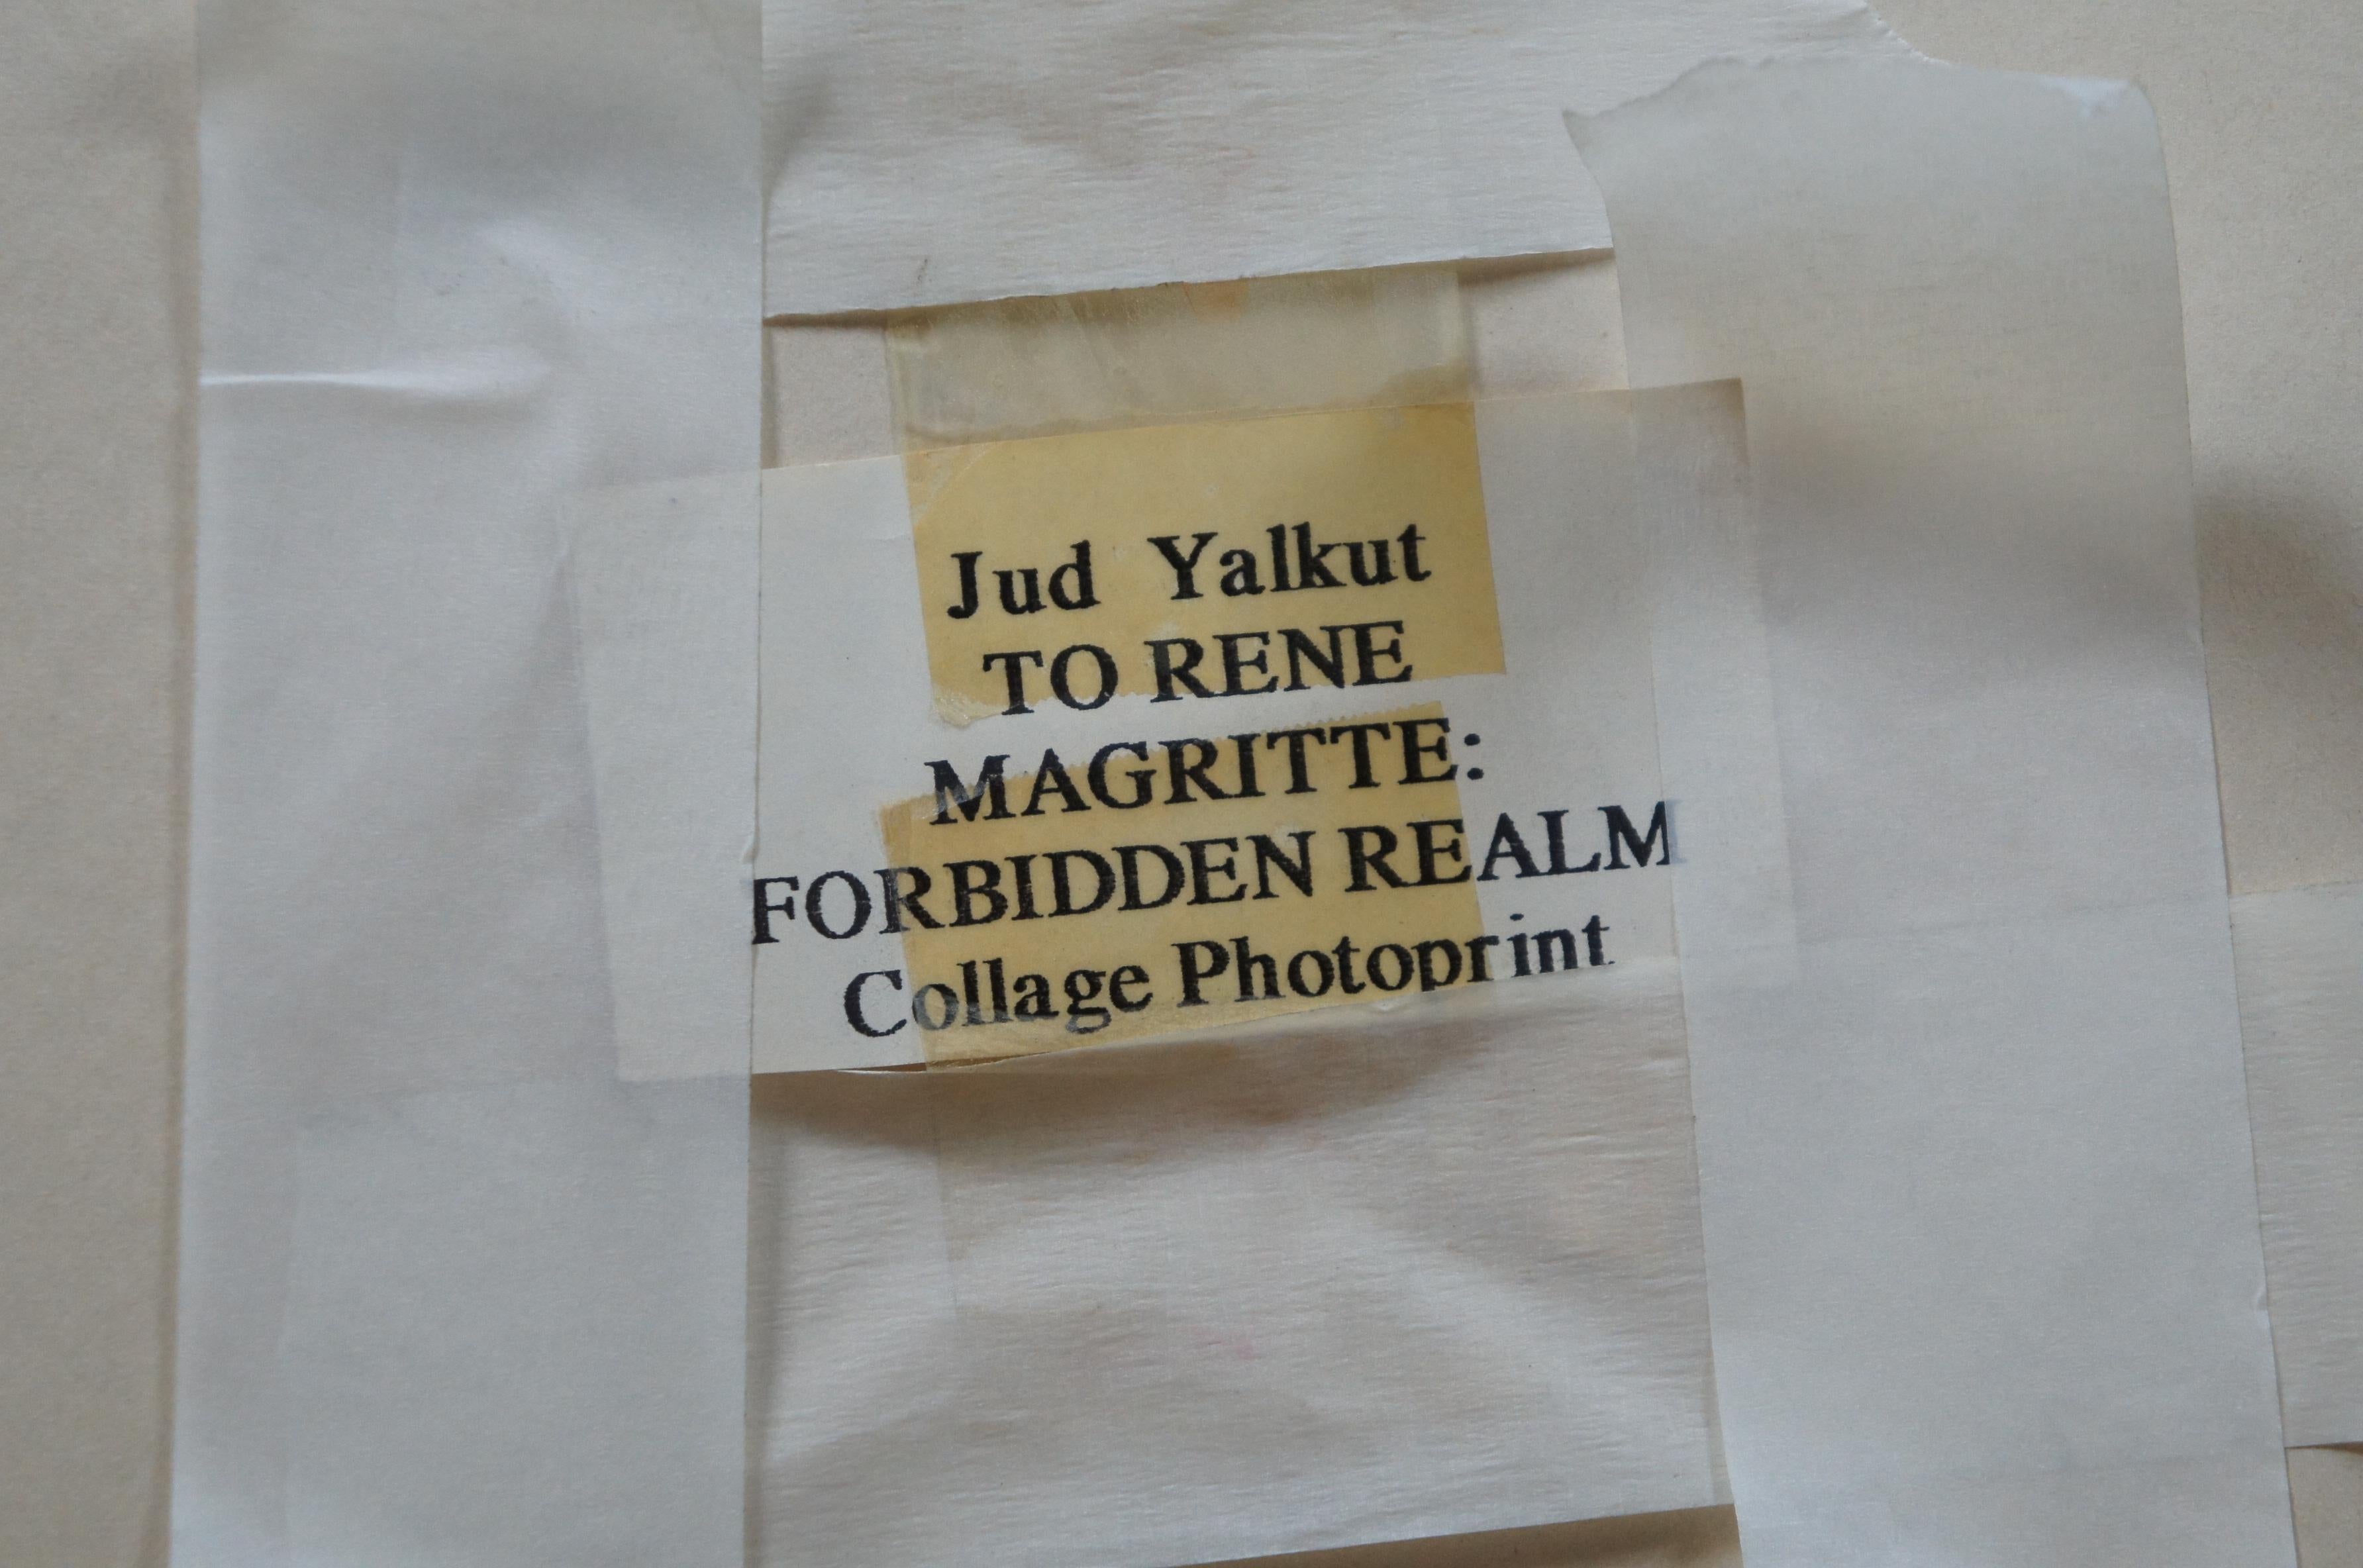 Jud Yalkut
TO RENE
MAGRITTE:
FORBIDDEN REALM
Collage Photoprint